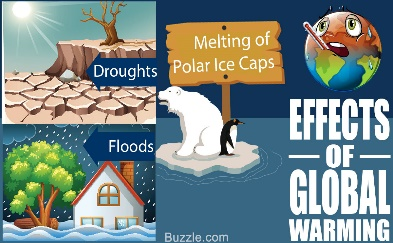 Droughts
Floods
Melting of
Polar Ice Caps
EFFECTS
OF
GLOBAL
WARMING
Buzzle.com